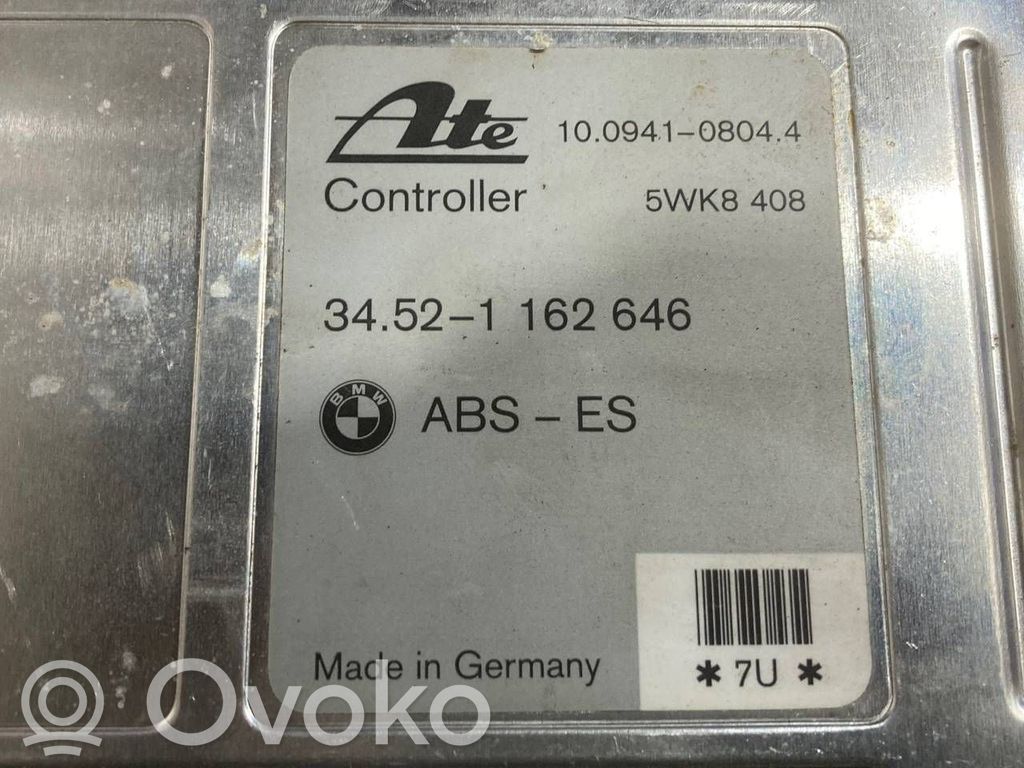 Ate 10.0941-0804.4
Controller 5WK8 408
34.52-1 162 646
BMW ABS - ES
Made in Germany * 7U *
Ovoko